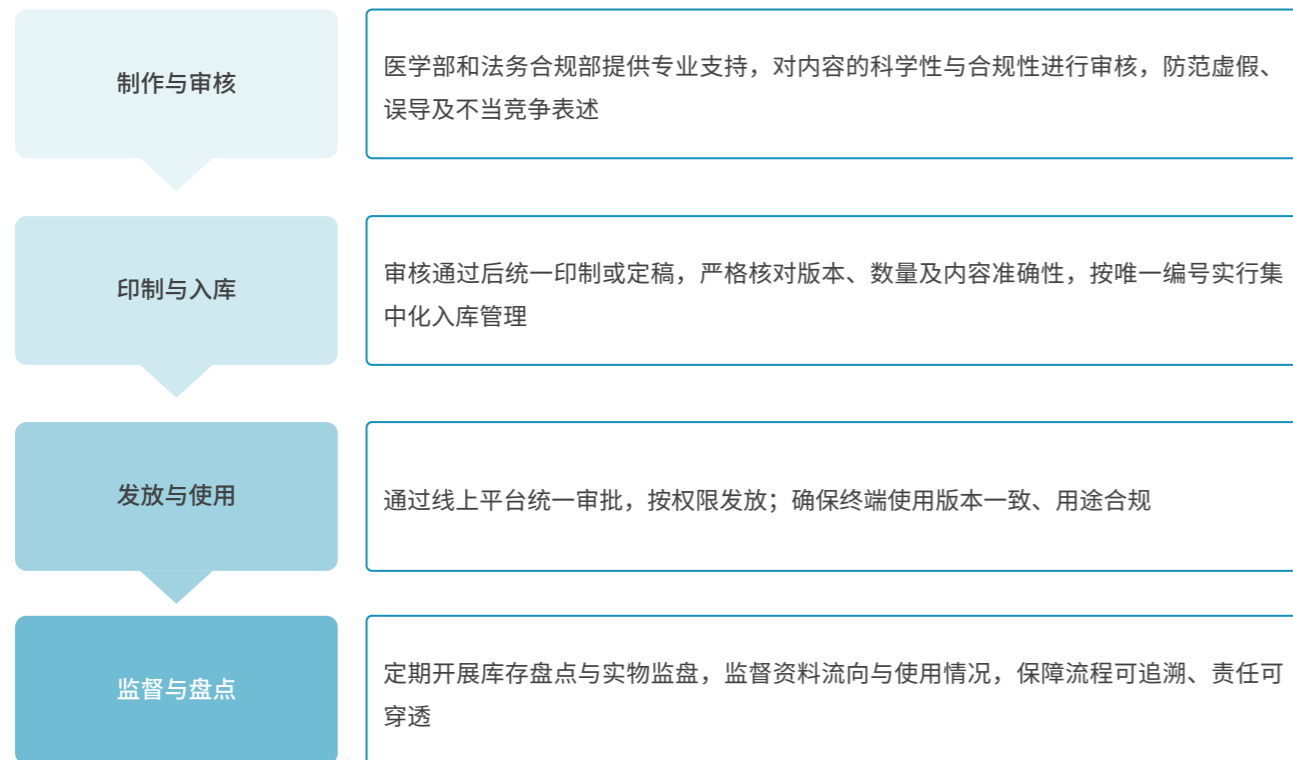 制作与审核
医学部和法务合规部提供专业支持，对内容的科学性与合规性进行审核，防范虚假、
误导及不当竞争表述
印制与入库
审核通过后统一印制或定稿，严格核对版本、数量及内容准确性，按唯一编号实行集
中化入库管理
发放与使用
通过线上平台统一审批，按权限发放；确保终端使用版本一致、用途合规
监督与盘点
定期开展库存盘点与实物监盘，监督资料流向与使用情况，保障流程可追溯、责任可
穿透